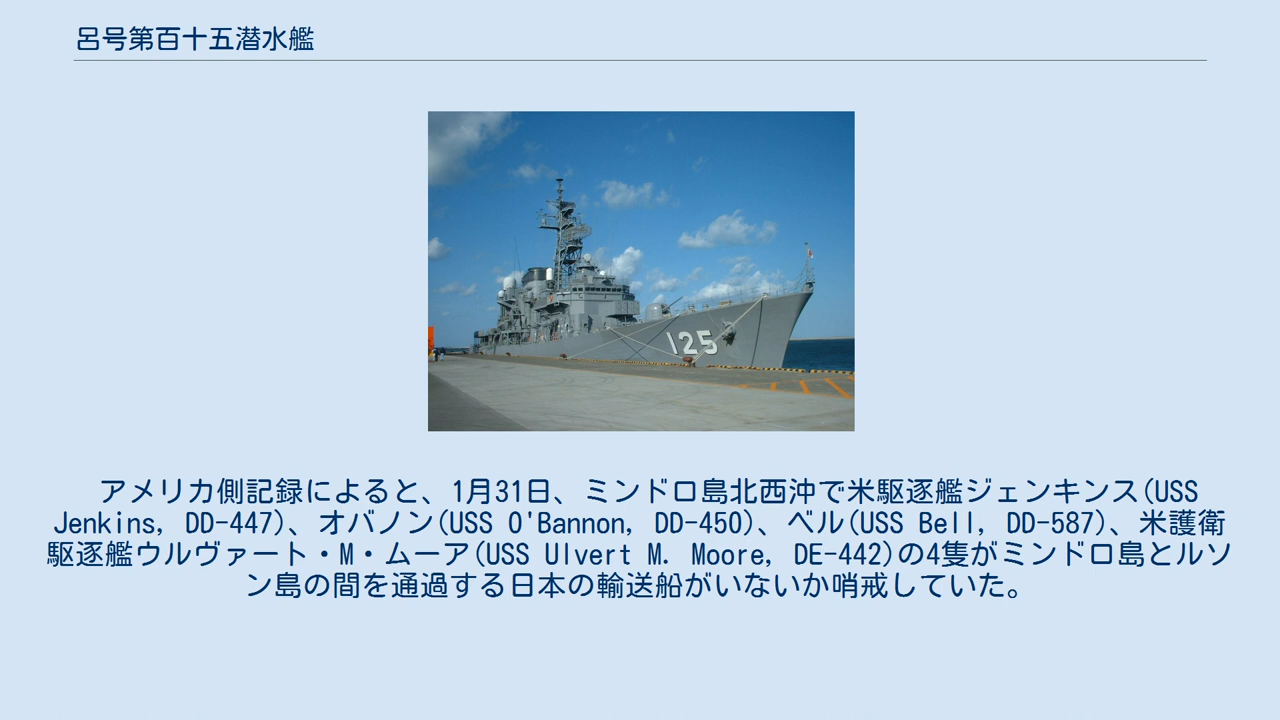 呂号第百十五潜水艦
125
アメリカ側記録によると、1月31日、ミンドロ島北西沖で米駆逐艦ジェンキンス(USS
Jenkins, DD-447)、オバノン(USS O'Bannon, DD-450)、ベル(USS Bell, DD-587)、米護衛
駆逐艦ウルヴァート・M・ムーア(USS Ulvert M. Moore, DE-442)の4隻がミンドロ島とルソ
ン島の間を通過する日本の輸送船がいないか哨戒していた。